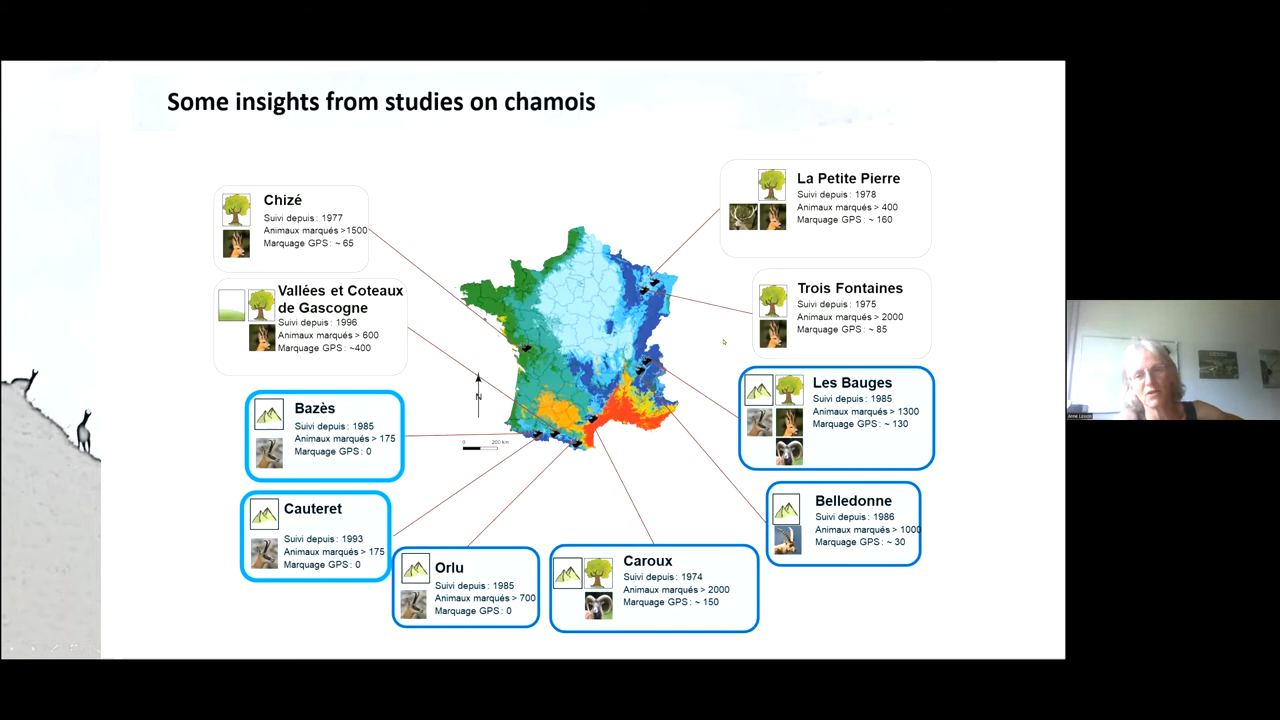 Some insights from studies on chamois
Chizé
Suivi depuis : 1977
Animaux marqués >1500
Marquage GPS : ~ 65
Vallées et Coteaux
de Gascogne
Suivi depuis : 1996
Animaux marqués > 600
Marquage GPS : ~400
Bazès
Suivi depuis : 1985
Animaux marqués > 175
Marquage GPS : 0
Cauteret
Suivi depuis : 1993
Animaux marqués > 175
Marquage GPS : 0
Orlu
Suivi depuis : 1985
Animaux marqués > 700
Marquage GPS : 0
Caroux
Suivi depuis : 1974
Animaux marqués > 2000
Marquage GPS : ~ 150
La Petite Pierre
Suivi depuis : 1978
Animaux marqués > 400
Marquage GPS : ~ 160
Trois Fontaines
Suivi depuis : 1975
Animaux marqués > 2000
Marquage GPS : ~ 85
Les Bauges
Suivi depuis : 1985
Animaux marqués > 1300
Marquage GPS : ~ 130
Belledonne
Suivi depuis : 1986
Animaux marqués > 1000
Marquage GPS : ~ 30
N
0 200 km